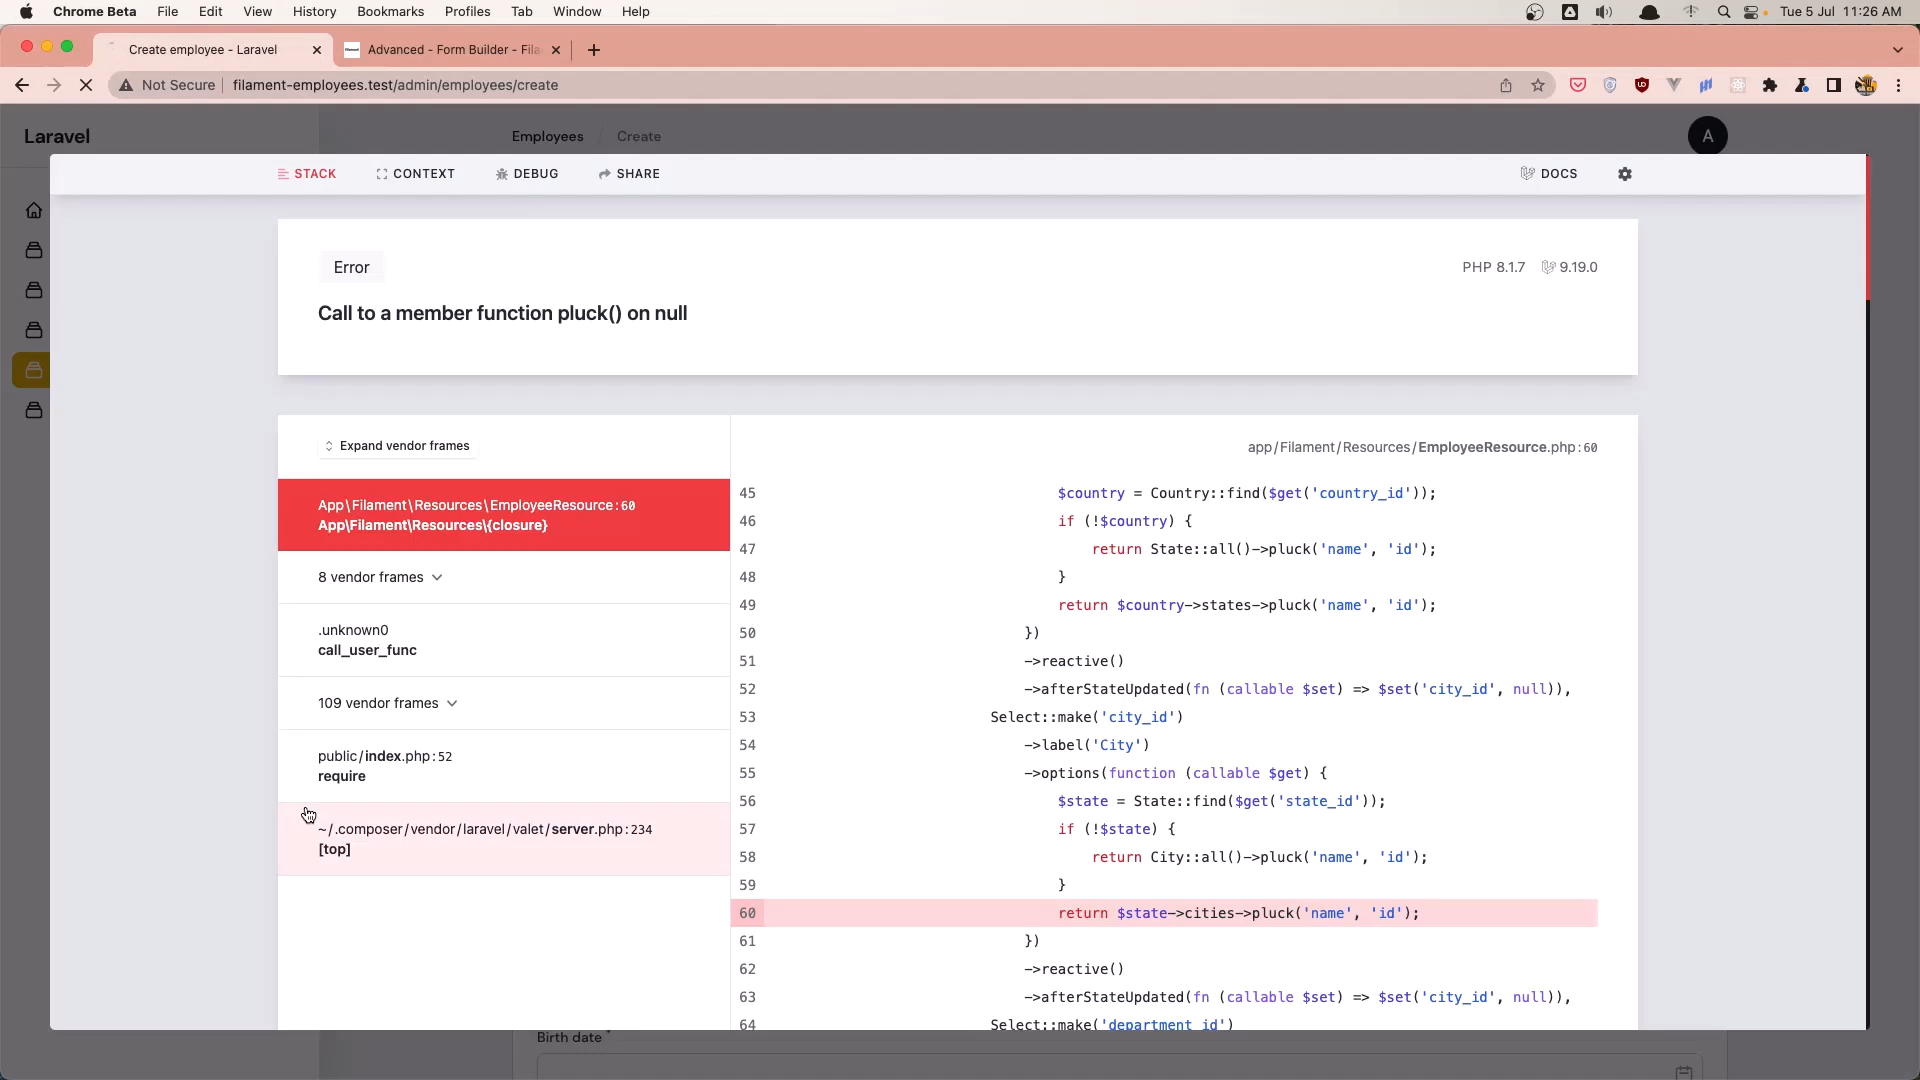 Chrome Beta File Edit View History Bookmarks Profiles Tab Window Help Tue 5 Jul 11:26 AM
Create employee - Laravel Advanced - Form Builder - Fila
Not Secure filament-employees.test/admin/employees/create
Laravel Employees Create A
STACK CONTEXT DEBUG SHARE DOCS
Error PHP 8.1.7 9.19.0
Call to a member function pluck() on null
Expand vendor frames
App\Filament\Resources\EmployeeResource:60
App\Filament\Resources\{closure}
8 vendor frames
.unknown0
call_user_func
109 vendor frames
public/index.php:52
require
~/.composer/vendor/laravel/valet/server.php:234
[top]
app/Filament/Resources/EmployeeResource.php:60
45 $country = Country::find($get('country_id'));
46 if (!$country) {
47 return State::all()->pluck('name', 'id');
48 }
49 return $country->states->pluck('name', 'id');
50 })
51 ->reactive()
52 ->afterStateUpdated(fn (callable $set) => $set('city_id', null)),
53 Select::make('city_id')
54 ->label('City')
55 ->options(function (callable $get) {
56 $state = State::find($get('state_id'));
57 if (!$state) {
58 return City::all()->pluck('name', 'id');
59 }
60 return $state->cities->pluck('name', 'id');
61 })
62 ->reactive()
63 ->afterStateUpdated(fn (callable $set) => $set('city_id', null)),
64 Select::make('department_id')
Birth date *